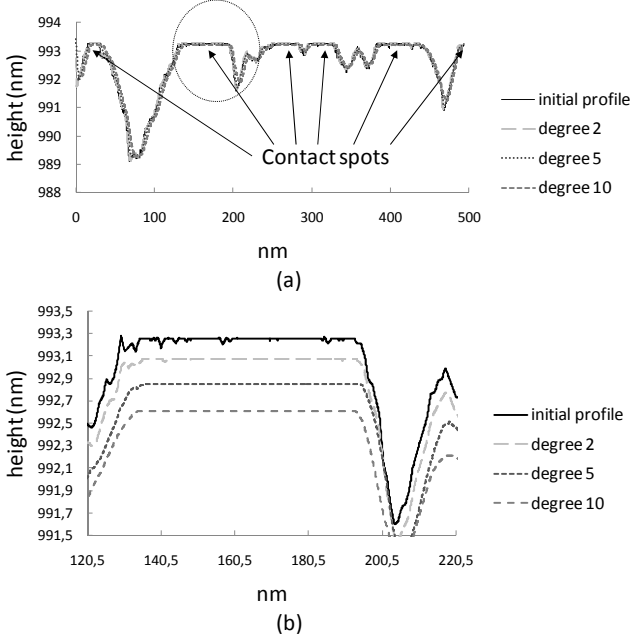 994
993
992
991
990
989
988
height (nm)
0 100 200 300 400 500
nm
Contact spots
initial profile
degree 2
degree 5
degree 10
(a)
993,5
993,3
993,1
992,9
992,7
992,5
992,3
992,1
991,9
991,7
991,5
height (nm)
120,5 140,5 160,5 180,5 200,5 220,5
nm
initial profile
degree 2
degree 5
degree 10
(b)